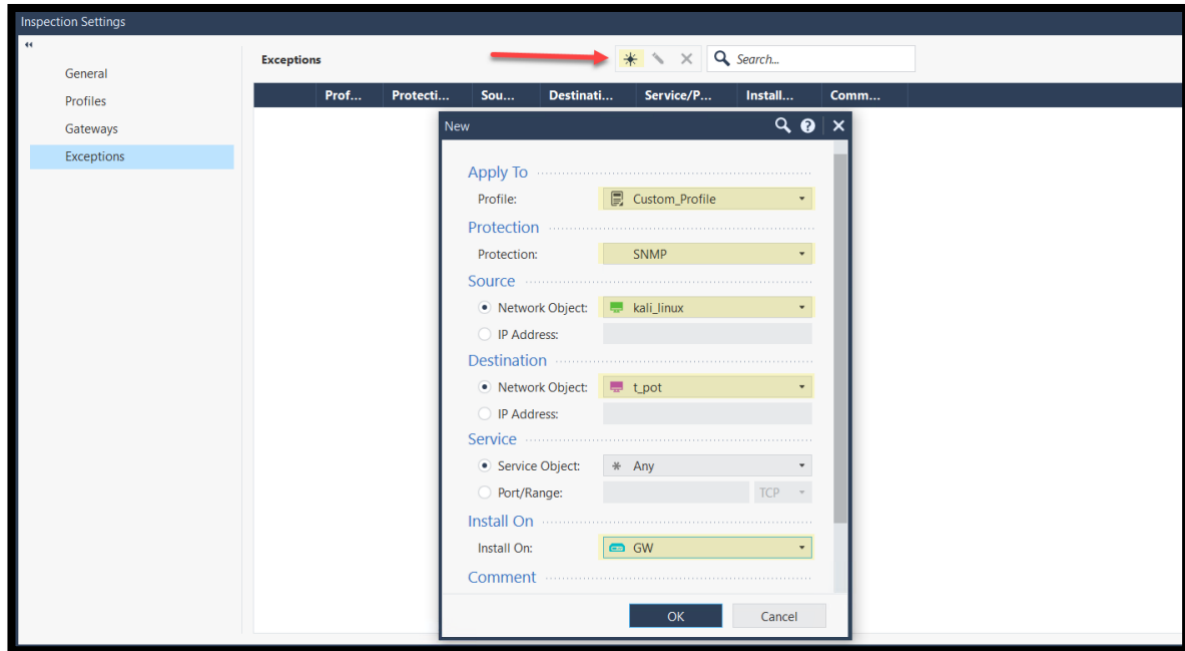 Inspection Settings
General
Profiles
Gateways
Exceptions
Exceptions
Search...
Prof... Protecti... Sou... Destinati... Service/P... Install... Comm...
New
Apply To
Profile: Custom_Profile
Protection
Protection: SNMP
Source
Network Object: kali_linux
IP Address:
Destination
Network Object: t_pot
IP Address:
Service
Service Object: Any
Port/Range: TCP
Install On
Install On: GW
Comment
OK Cancel